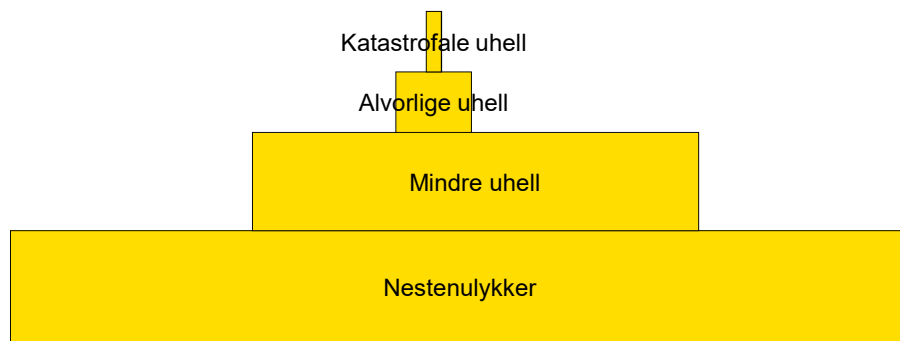 Katastrofale uhell
Alvorlige uhell
Mindre uhell
Nestenulykker